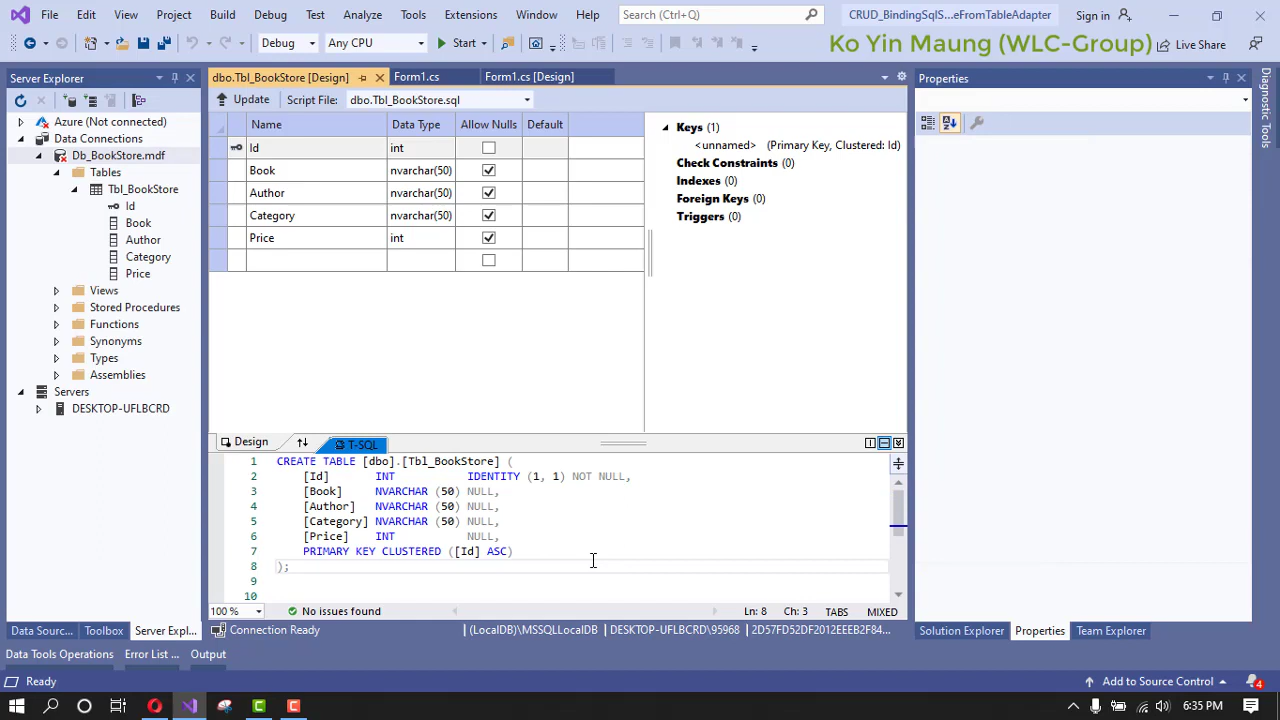 File Edit View Project Build Debug Test Analyze Tools Extensions Window Help Search (Ctrl+Q) CRUD_BindingSqlS...eFromTableAdapter Sign in
Debug Any CPU Start Ko Yin Maung (WLC-Group) Live Share
Server Explorer
Azure (Not connected)
Data Connections
Db_BookStore.mdf
Tables
Tbl_BookStore
Id
Book
Author
Category
Price
Views
Stored Procedures
Functions
Synonyms
Types
Assemblies
Servers
DESKTOP-UFLBCRD
Data Sourc... Toolbox Server Expl...
dbo.Tbl_BookStore [Design] Form1.cs Form1.cs [Design]
Update Script File: dbo.Tbl_BookStore.sql
Name Data Type Allow Nulls Default
Id int
Book nvarchar(50)
Author nvarchar(50)
Category nvarchar(50)
Price int
Keys (1)
<unnamed> (Primary Key, Clustered: Id)
Check Constraints (0)
Indexes (0)
Foreign Keys (0)
Triggers (0)
Design T-SQL
1 CREATE TABLE [dbo].[Tbl_BookStore] (
2 [Id] INT IDENTITY (1, 1) NOT NULL,
3 [Book] NVARCHAR (50) NULL,
4 [Author] NVARCHAR (50) NULL,
5 [Category] NVARCHAR (50) NULL,
6 [Price] INT NULL,
7 PRIMARY KEY CLUSTERED ([Id] ASC)
8 );
9
10
100 % No issues found Ln: 8 Ch: 3 TABS MIXED
Connection Ready (LocalDB)\MSSQLLocalDB DESKTOP-UFLBCRD\95968 2D57FD52DF2012EEEB2F84...
Properties
Solution Explorer Properties Team Explorer
Diagnostic Tools
Data Tools Operations Error List ... Output
Ready Add to Source Control 4
6:35 PM